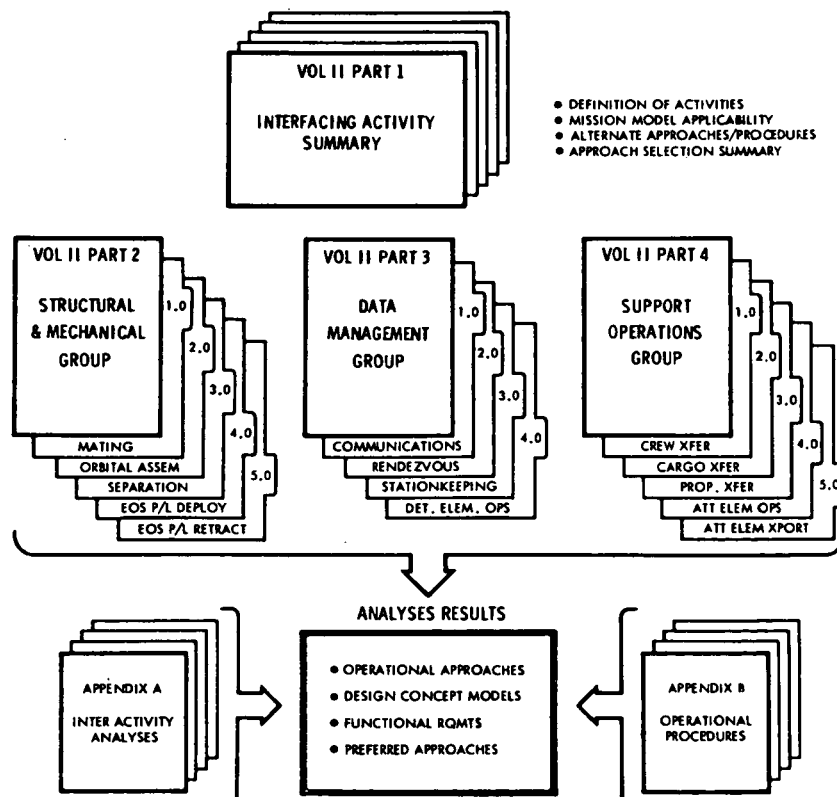 VOL II PART 1
INTERFACING ACTIVITY
SUMMARY
• DEFINITION OF ACTIVITIES
• MISSION MODEL APPLICABILITY
• ALTERNATE APPROACHES/PROCEDURES
• APPROACH SELECTION SUMMARY
VOL II PART 2
STRUCTURAL
& MECHANICAL
GROUP
1.0
2.0
3.0
4.0
5.0
MATING
ORBITAL ASSEM
SEPARATION
EOS P/L DEPLOY
EOS P/L RETRACT
VOL II PART 3
DATA
MANAGEMENT
GROUP
1.0
2.0
3.0
4.0
COMMUNICATIONS
RENDEZVOUS
STATIONKEEPING
DET. ELEM. OPS
VOL II PART 4
SUPPORT
OPERATIONS
GROUP
1.0
2.0
3.0
4.0
5.0
CREW XFER
CARGO XFER
PROP. XFER
ATT ELEM OPS
ATT ELEM XPORT
ANALYSES RESULTS
• OPERATIONAL APPROACHES
• DESIGN CONCEPT MODELS
• FUNCTIONAL RQMTS
• PREFERRED APPROACHES
APPENDIX A
INTER ACTIVITY
ANALYSES
APPENDIX B
OPERATIONAL
PROCEDURES